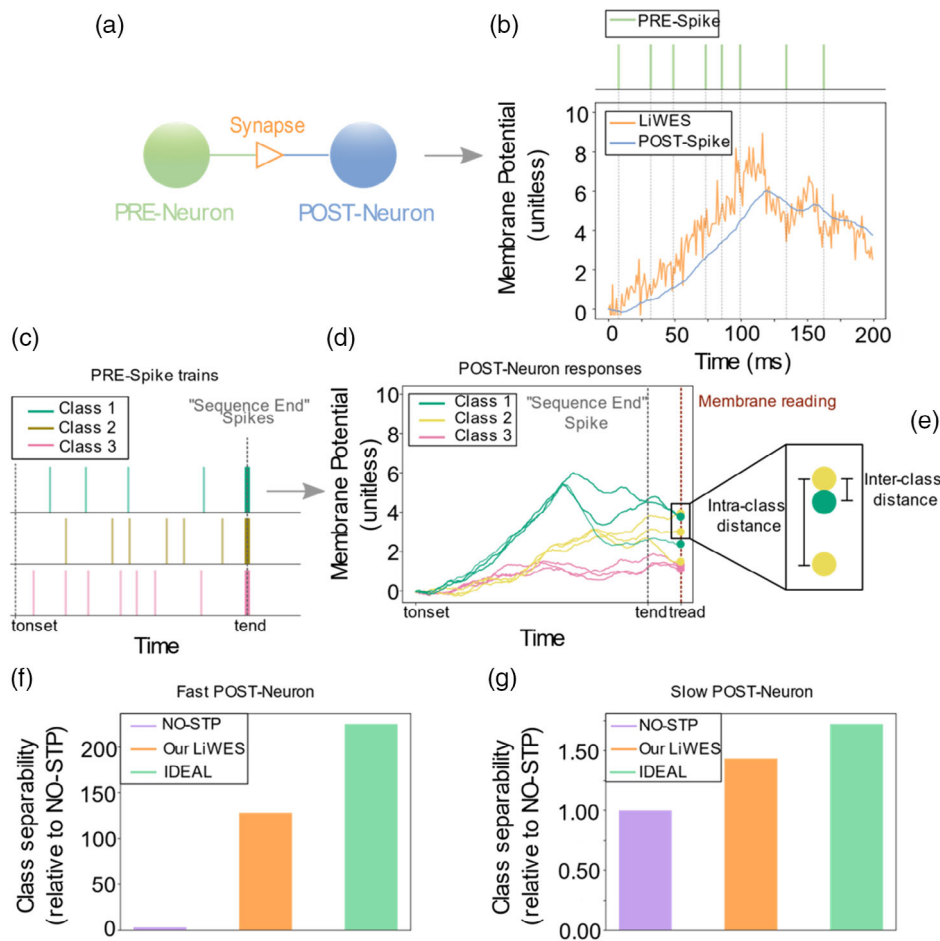 (a)
Synapse
PRE-Neuron
POST-Neuron
(b)
PRE-Spike
LiWES
POST-Spike
Membrane Potential
(unitless)
10
8
6
4
2
0
0
50
100
150
200
Time (ms)
(c)
PRE-Spike trains
Class 1
Class 2
Class 3
"Sequence End"
Spikes
tonset
tend
Time
(d)
POST-Neuron responses
Class 1
Class 2
Class 3
"Sequence End"
Spike
Membrane reading
Membrane Potential
(unitless)
10
8
6
4
2
0
tonset
tend
tread
Time
(e)
Intra-class
distance
Inter-class
distance
(f)
Fast POST-Neuron
NO-STP
Our LiWES
IDEAL
Class separability
(relative to NO-STP)
200
150
100
50
0
(g)
Slow POST-Neuron
NO-STP
Our LiWES
IDEAL
Class separability
(relative to NO-STP)
1.50
1.00
0.50
0.00